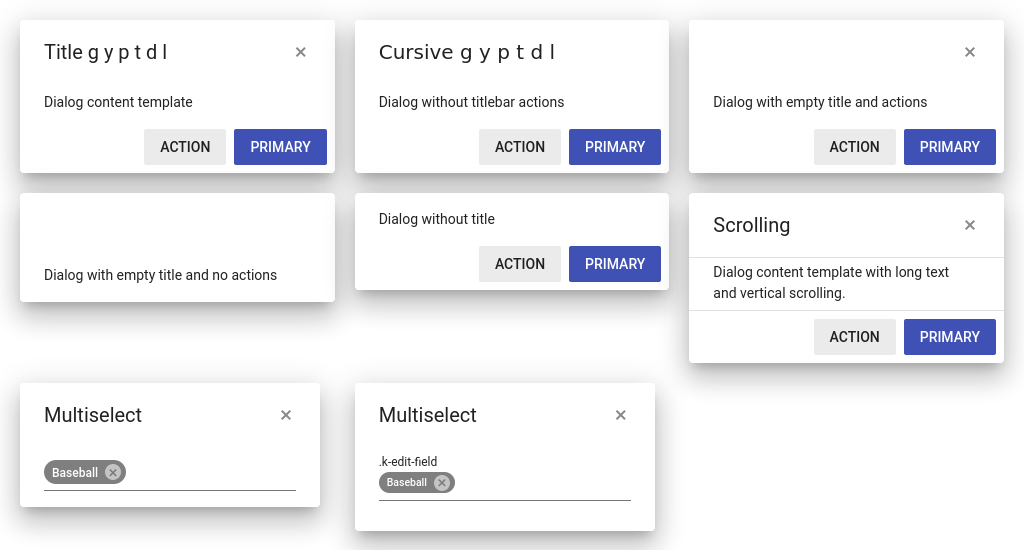 Title g y p t d l
Dialog content template
ACTION PRIMARY
Cursive g y p t d l
Dialog without titlebar actions
ACTION PRIMARY
Dialog with empty title and actions
ACTION PRIMARY
Dialog with empty title and no actions
Dialog without title
ACTION PRIMARY
Scrolling
Dialog content template with long text
and vertical scrolling.
ACTION PRIMARY
Multiselect
Baseball
Multiselect
.k-edit-field
Baseball